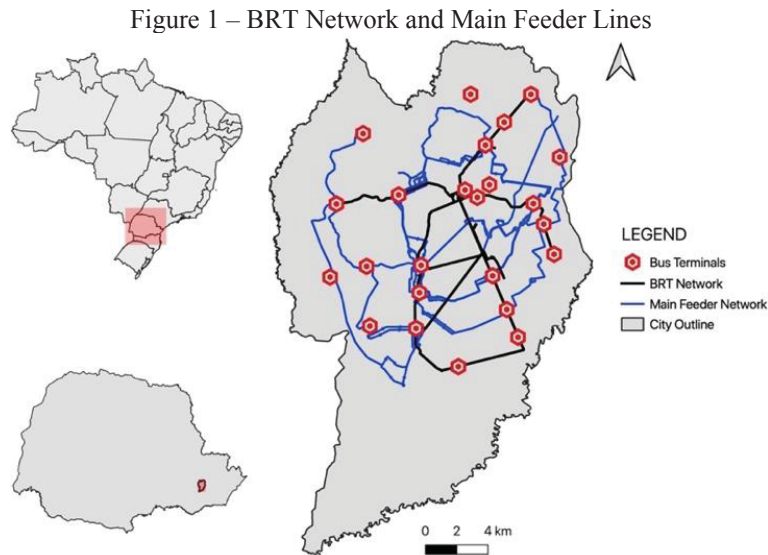 Figure 1 – BRT Network and Main Feeder Lines
LEGEND
Bus Terminals
BRT Network
Main Feeder Network
City Outline
0 2 4 km